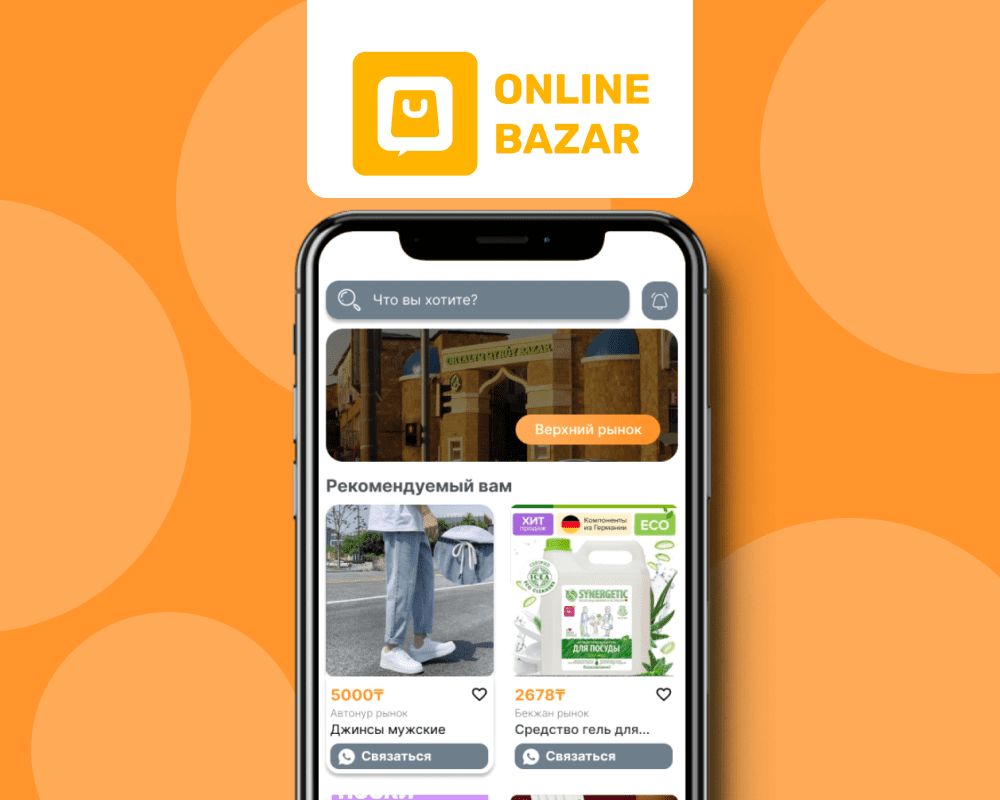 ONLINE
BAZAR
Что вы хотите?
Верхний рынок
Рекомендуемый вам
ХИТ
продаж
Компоненты
из Германии
ECO
ICEA
SYNERGETIC
ДЛЯ ПОСУДЫ
5000₸
2678₸
Автонур рынок
Бекжан рынок
Джинсы мужские
Средство гель для...
Связаться
Связаться